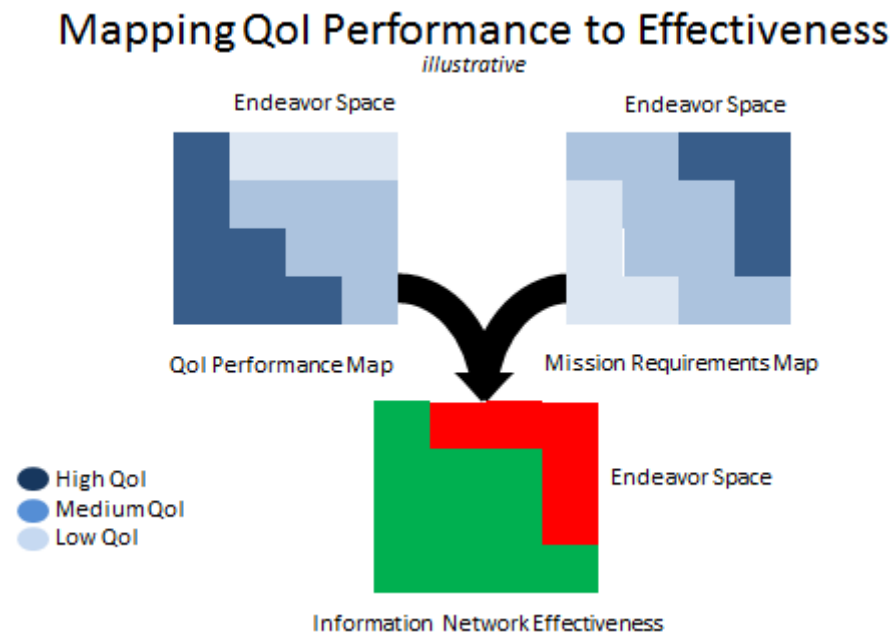 Mapping QoI Performance to Effectiveness
illustrative
Endeavor Space
Endeavor Space
QoI Performance Map
Mission Requirements Map
High QoI
Medium QoI
Low QoI
Endeavor Space
Information Network Effectiveness